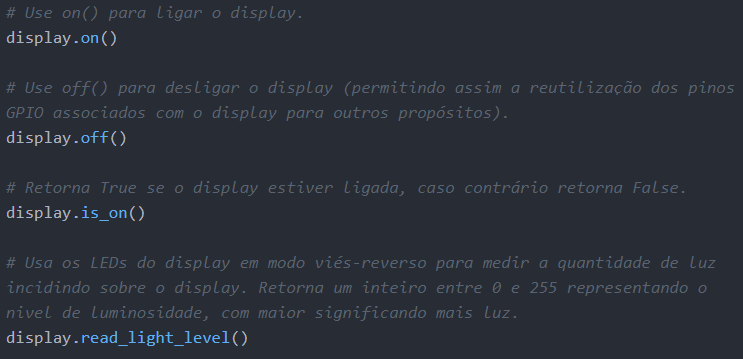 # Use on() para ligar o display.
display.on()
# Use off() para desligar o display (permitindo assim a reutilização dos pinos
GPIO associados com o display para outros propósitos).
display.off()
# Retorna True se o display estiver ligada, caso contrário retorna False.
display.is_on()
# Usa os LEDs do display em modo viés-reverso para medir a quantidade de luz
incidindo sobre o display. Retorna um inteiro entre 0 e 255 representando o
nivel de luminosidade, com maior significando mais luz.
display.read_light_level()